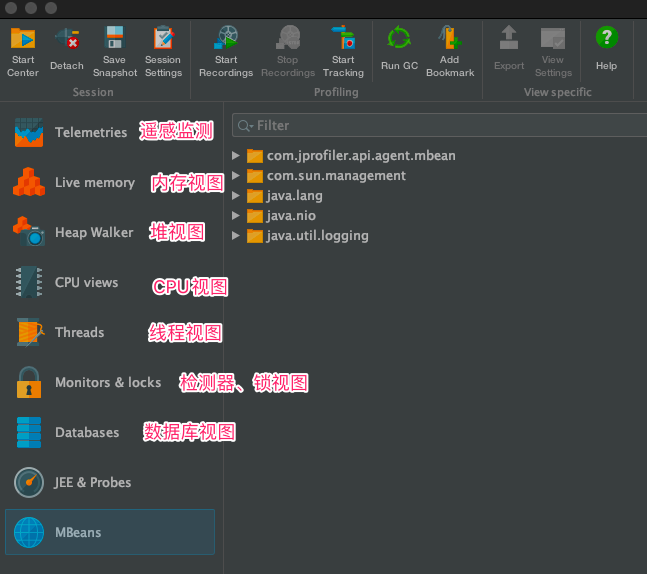 Start Center
Detach
Save Snapshot
Session Settings
Start Recordings
Stop Recordings
Start Tracking
Run GC
Add Bookmark
Export
View Settings
Help
Session
Profiling
View specific
Telemetries 遥感监测
Filter
Live memory 内存视图
Heap Walker 堆视图
CPU views CPU视图
Threads 线程视图
Monitors & locks 检测器、锁视图
Databases 数据库视图
JEE & Probes
MBeans
com.jprofiler.api.agent.mbean
com.sun.management
java.lang
java.nio
java.util.logging